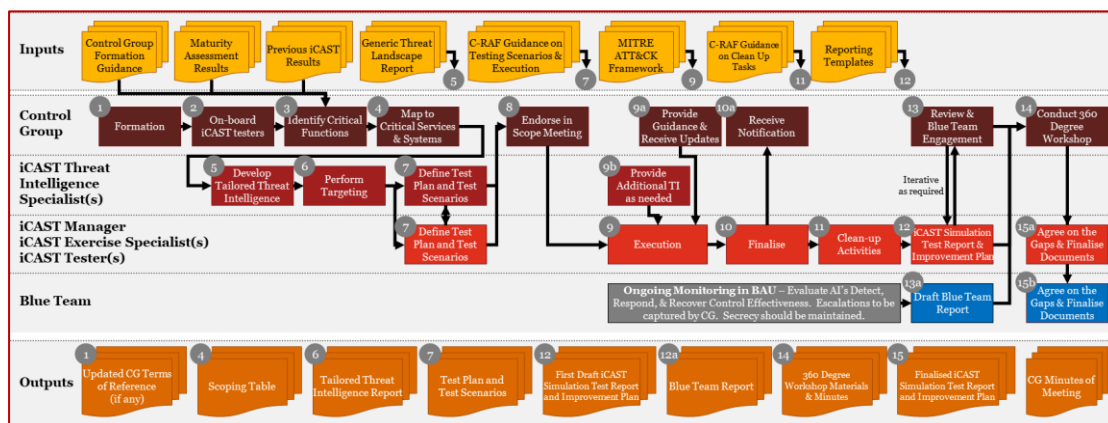 Inputs
Control Group
Formation
Guidance
Maturity
Assessment
Results
Previous iCAST
Results
Generic Threat
Landscape
Report
5
C-RAF Guidance on
Testing Scenarios &
Execution
7
MITRE
ATT&CK
Framework
9
C-RAF Guidance
on Clean Up
Tasks
11
Reporting
Templates
12
Control
Group
1
Formation
2
On-board
iCAST testers
3
Identify Critical
Functions
4
Map to
Critical Services
& Systems
8
Endorse in
Scope Meeting
9a
Provide
Guidance &
Receive Updates
10a
Receive
Notification
13
Review &
Blue Team
Engagement
14
Conduct 360
Degree
Workshop
iCAST Threat
Intelligence
Specialist(s)
5
Develop
Tailored Threat
Intelligence
6
Perform
Targeting
7
Define Test
Plan and Test
Scenarios
9b
Provide
Additional TI
as needed
Iterative
as required
iCAST Manager
iCAST Exercise Specialist(s)
iCAST Tester(s)
7
Define Test
Plan and Test
Scenarios
9
Execution
10
Finalise
11
Clean-up
Activities
12
iCAST Simulation
Test Report &
Improvement Plan
15a
Agree on the
Gaps & Finalise
Documents
Blue Team
Ongoing Monitoring in BAU – Evaluate AI's Detect,
Respond, & Recover Control Effectiveness. Escalations to be
captured by CG. Secrecy should be maintained.
13a
Draft Blue Team
Report
15b
Agree on the
Gaps & Finalise
Documents
Outputs
1
Updated CG Terms
of Reference
(if any)
4
Scoping Table
6
Tailored Threat
Intelligence Report
7
Test Plan and
Test Scenarios
12
First Draft iCAST
Simulation Test Report
and Improvement Plan
12a
Blue Team Report
14
360 Degree
Workshop Materials
& Minutes
15
Finalised iCAST
Simulation Test Report
and Improvement Plan
CG Minutes of
Meeting